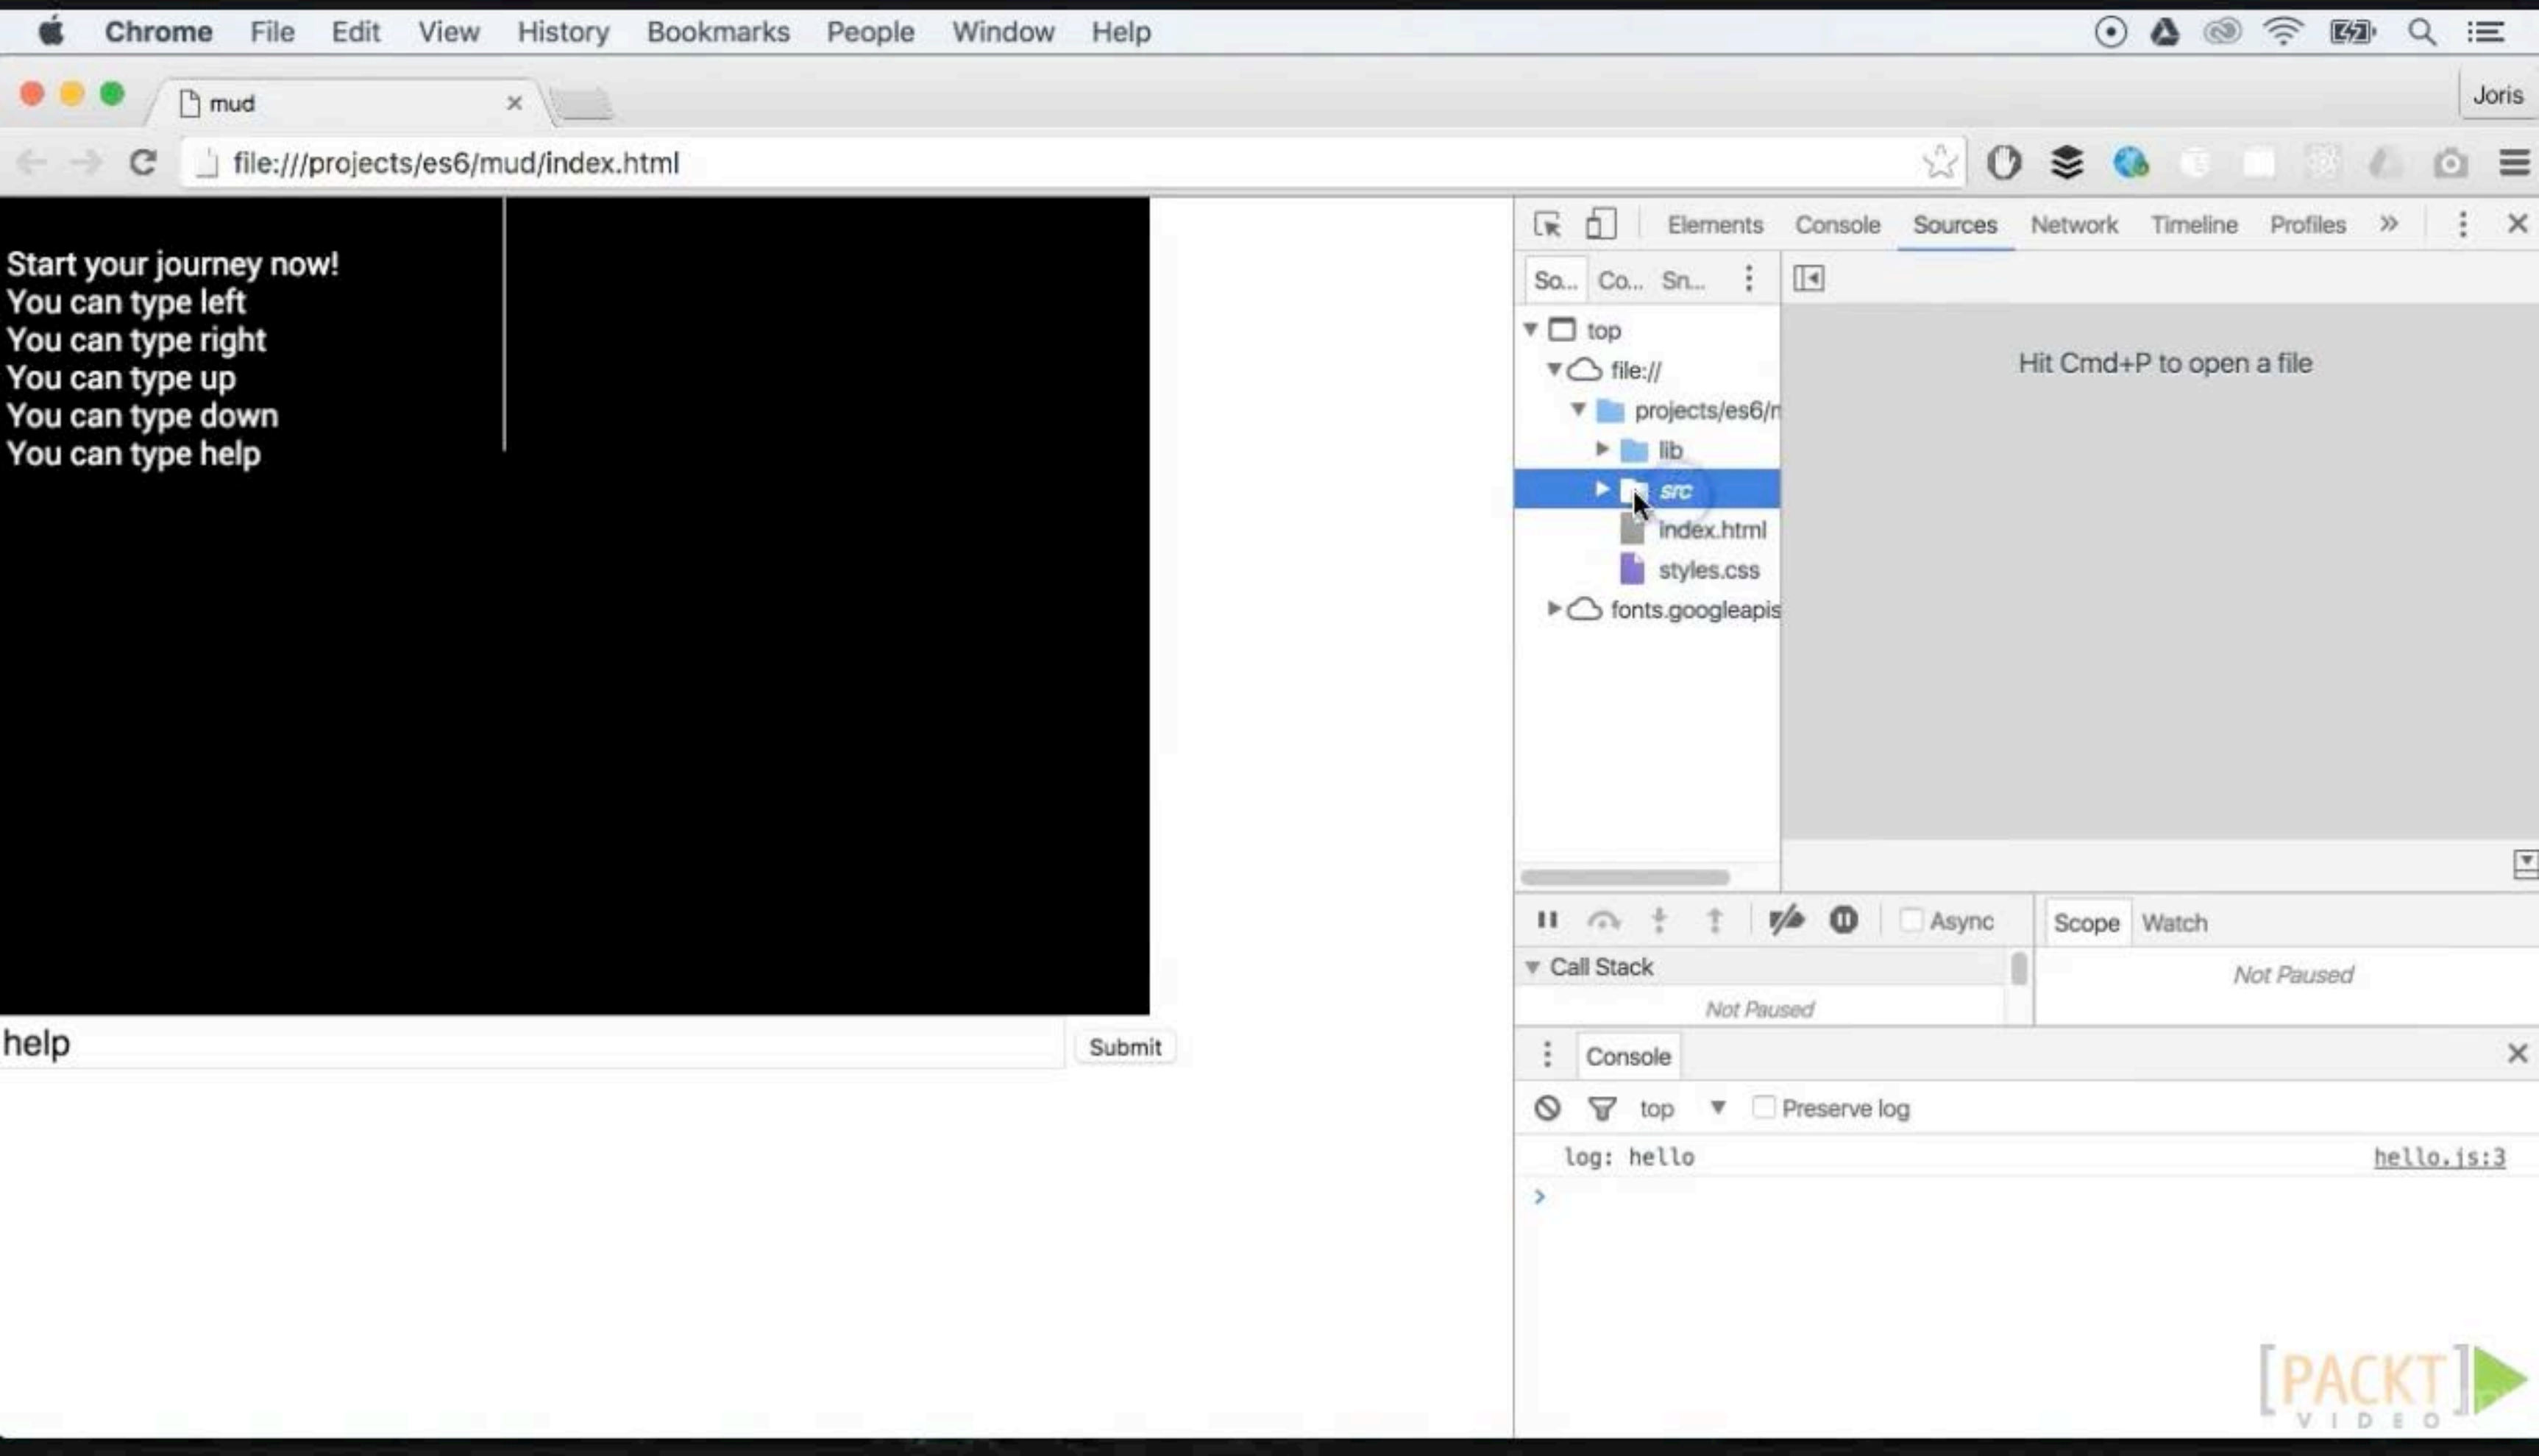 Chrome File Edit View History Bookmarks People Window Help
mud
Joris
file:///projects/es6/mud/index.html
Start your journey now!
You can type left
You can type right
You can type up
You can type down
You can type help
help
Submit
Elements Console Sources Network Timeline Profiles »
So... Co... Sn...
top
file://
projects/es6/m
lib
src
index.html
styles.css
fonts.googleapis
Hit Cmd+P to open a file
Async
Scope Watch
Call Stack
Not Paused
Not Paused
Console
top Preserve log
log: hello hello.js:3
[PACKT]
VIDEO